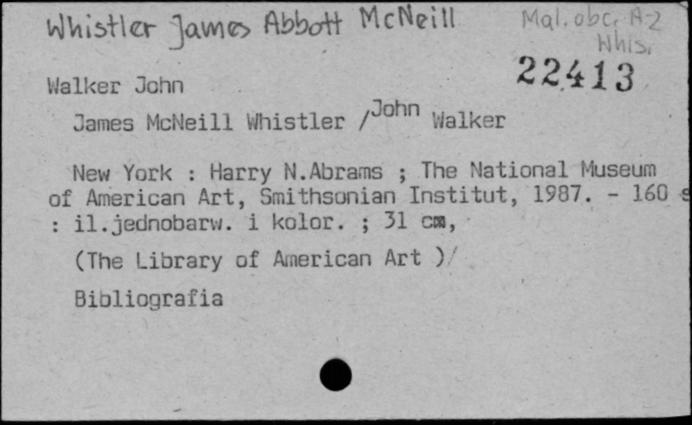 Whistler James Abbott McNeill
Mal. obc. A-Z
Whis.
22413
Walker John
James McNeill Whistler / John Walker
New York : Harry N.Abrams ; The National Museum
of American Art, Smithsonian Institut, 1987. - 160 s
: il.jednobarw. i kolor. ; 31 cm,
(The Library of American Art )/
Bibliografia